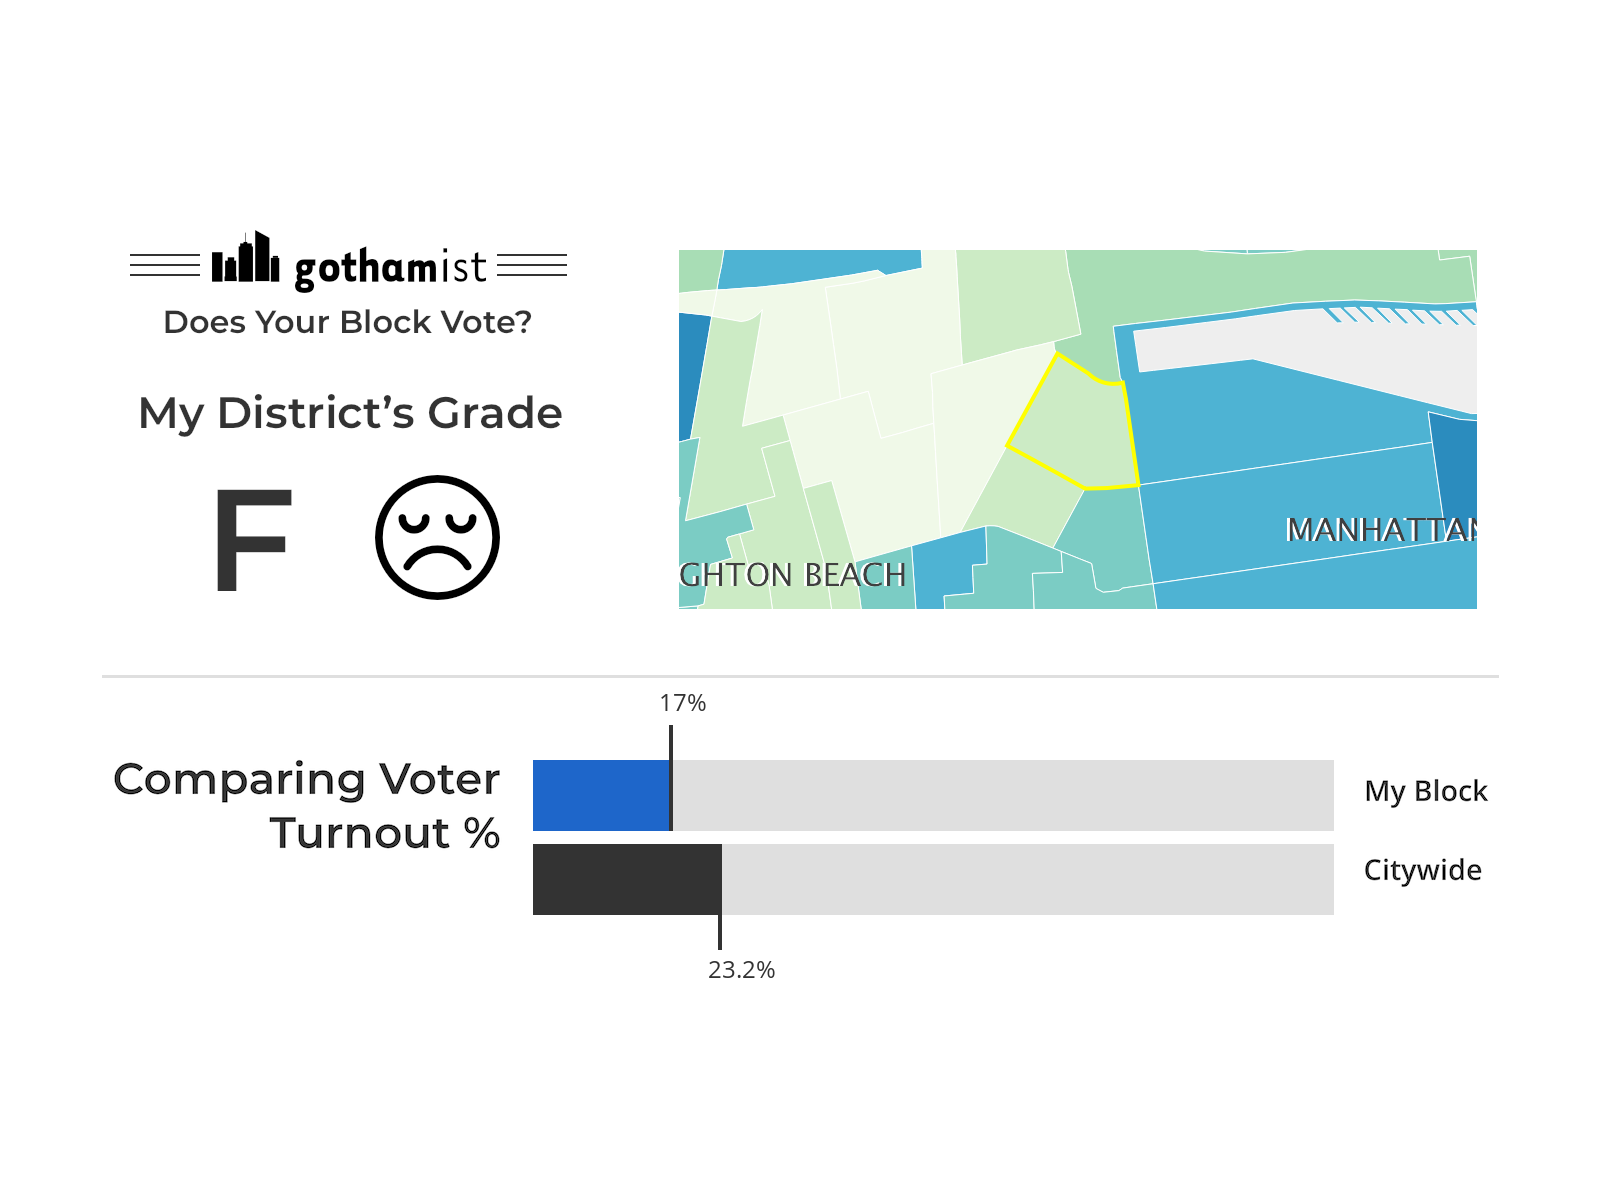 gothamist
Does Your Block Vote?
My District’s Grade
F
MANHATTAN
GHTON BEACH
17%
Comparing Voter
Turnout %
My Block
Citywide
23.2%